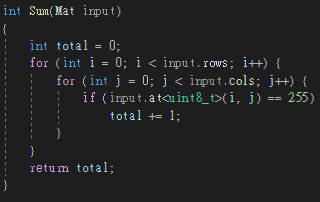 int Sum(Mat input)
{
    int total = 0;
    for (int i = 0; i < input.rows; i++) {
        for (int j = 0; j < input.cols; j++) {
            if (input.at<uint8_t>(i, j) == 255)
                total += 1;
        }
    }
    return total;
}